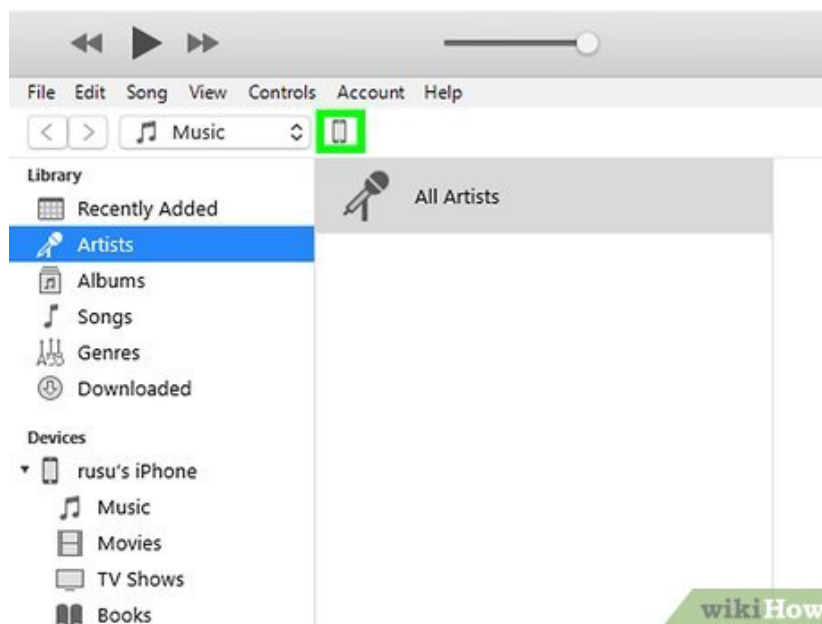 File Edit Song View Controls Account Help
Music
Library
Recently Added
All Artists
Artists
Albums
Songs
Genres
Downloaded
Devices
rusu's iPhone
Music
Movies
TV Shows
Books
wikiHow